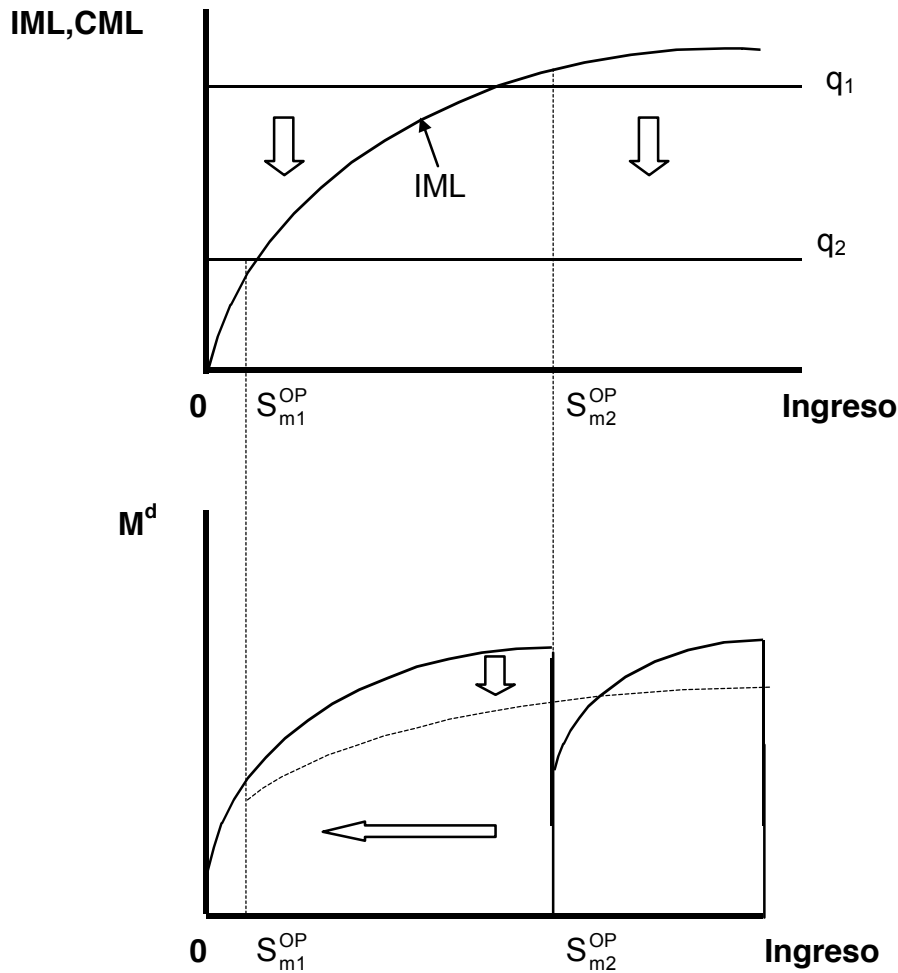 IML,CML
q₁
IML
q₂
0 S^OP_m1 S^OP_m2 Ingreso
M^d
0 S^OP_m1 S^OP_m2 Ingreso